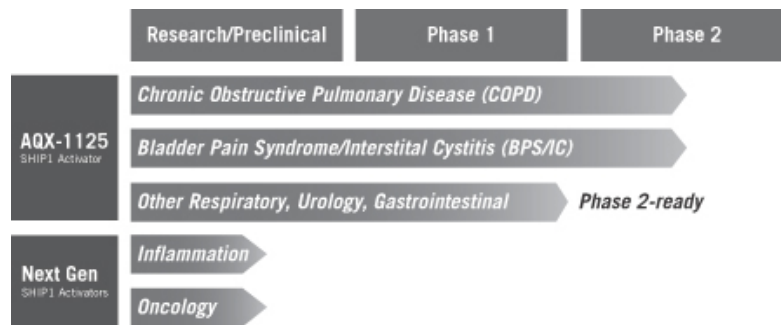 Research/Preclinical Phase 1 Phase 2
Chronic Obstructive Pulmonary Disease (COPD)
AQX-1125
SHIP1 Activator
Bladder Pain Syndrome/Interstital Cystitis (BPS/IC)
Other Respiratory, Urology, Gastrointestinal Phase 2-ready
Inflammation
Next Gen
SHIP1 Activators
Oncology